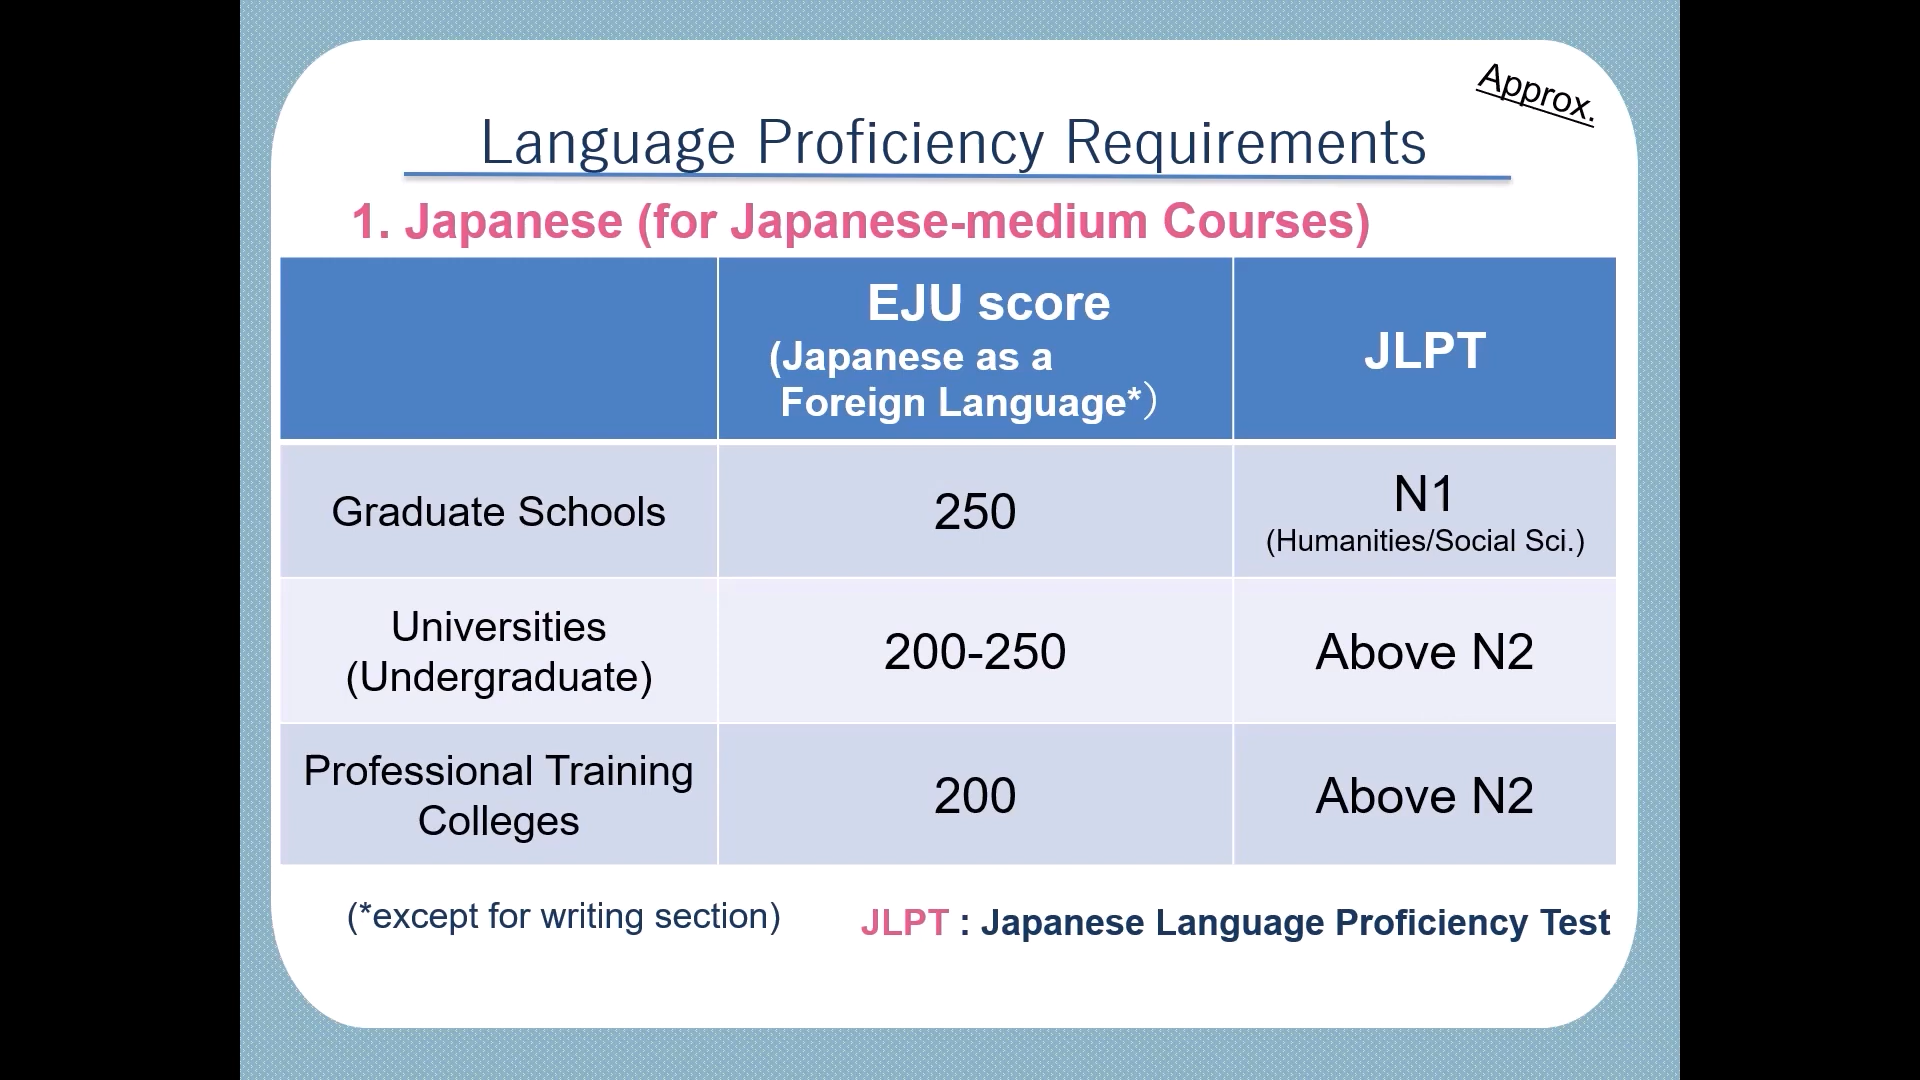 Approx.
Language Proficiency Requirements
1. Japanese (for Japanese-medium Courses)
EJU score
(Japanese as a
Foreign Language*）
JLPT
Graduate Schools
250
N1
(Humanities/Social Sci.)
Universities
(Undergraduate)
200-250
Above N2
Professional Training
Colleges
200
Above N2
(*except for writing section)
JLPT : Japanese Language Proficiency Test